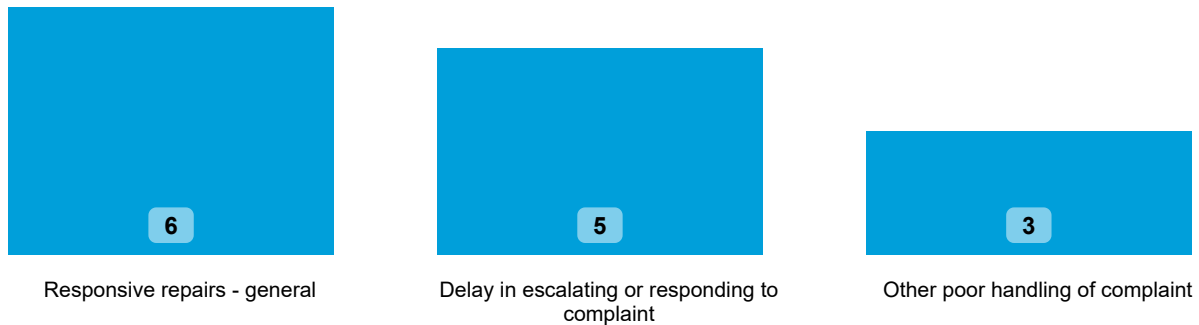 6
5
3
Responsive repairs - general
Delay in escalating or responding to
complaint
Other poor handling of complaint